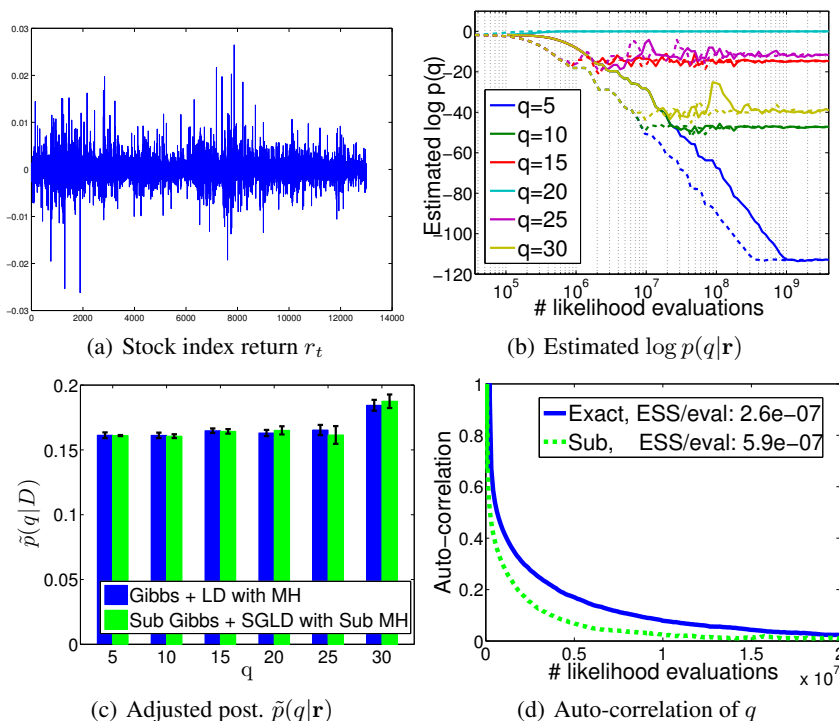 0.03
0.02
0.01
0
−0.01
−0.02
−0.03
0 2000 4000 6000 8000 10000 12000 14000
(a) Stock index return r_t
Estimated log p(q)
0
−20
−40
−60
−80
−100
−120
q=5
q=10
q=15
q=20
q=25
q=30
10^5 10^6 10^7 10^8 10^9
# likelihood evaluations
(b) Estimated log p(q|r)
p̃(q|D)
0.2
0.15
0.1
0.05
0
Gibbs + LD with MH
Sub Gibbs + SGLD with Sub MH
5 10 15 20 25 30
q
(c) Adjusted post. p̃(q|r)
Auto-correlation
1
0.8
0.6
0.4
0.2
0
Exact, ESS/eval: 2.6e-07
Sub, ESS/eval: 5.9e-07
0 0.5 1 1.5 2
# likelihood evaluations
x 10^7
(d) Auto-correlation of q